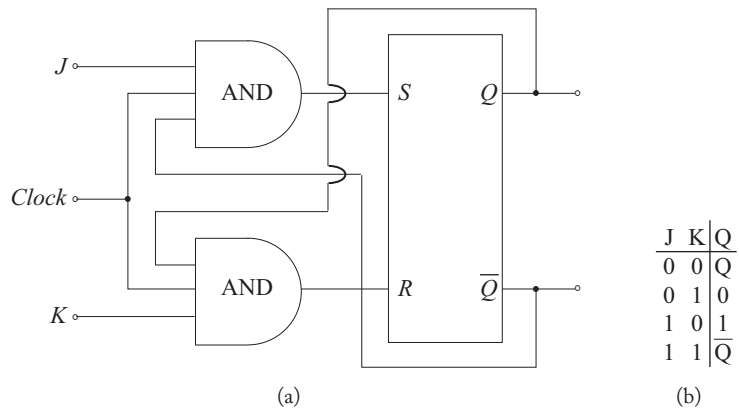 J
AND
S
Q
Clock
AND
R
Q̅
K
(a)
J K Q
0 0 Q
0 1 0
1 0 1
1 1 Q̅
(b)